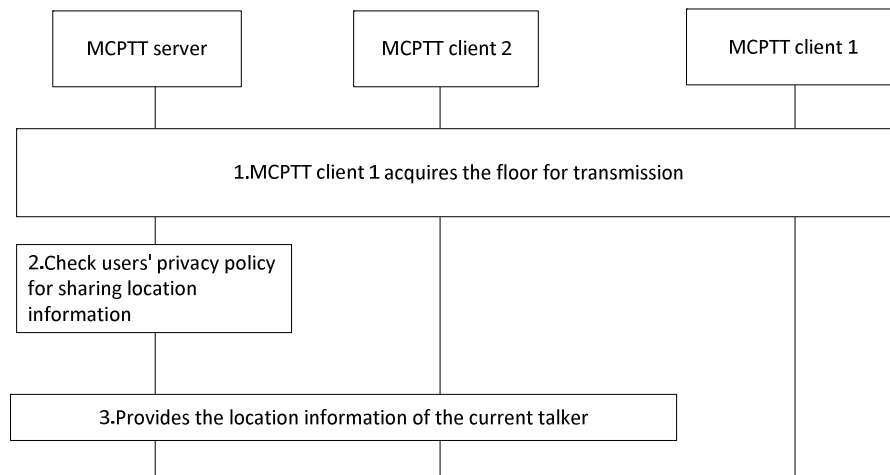 MCPTT server
MCPTT client 2
MCPTT client 1
1.MCPTT client 1 acquires the floor for transmission
2.Check users' privacy policy
for sharing location
information
3.Provides the location information of the current talker